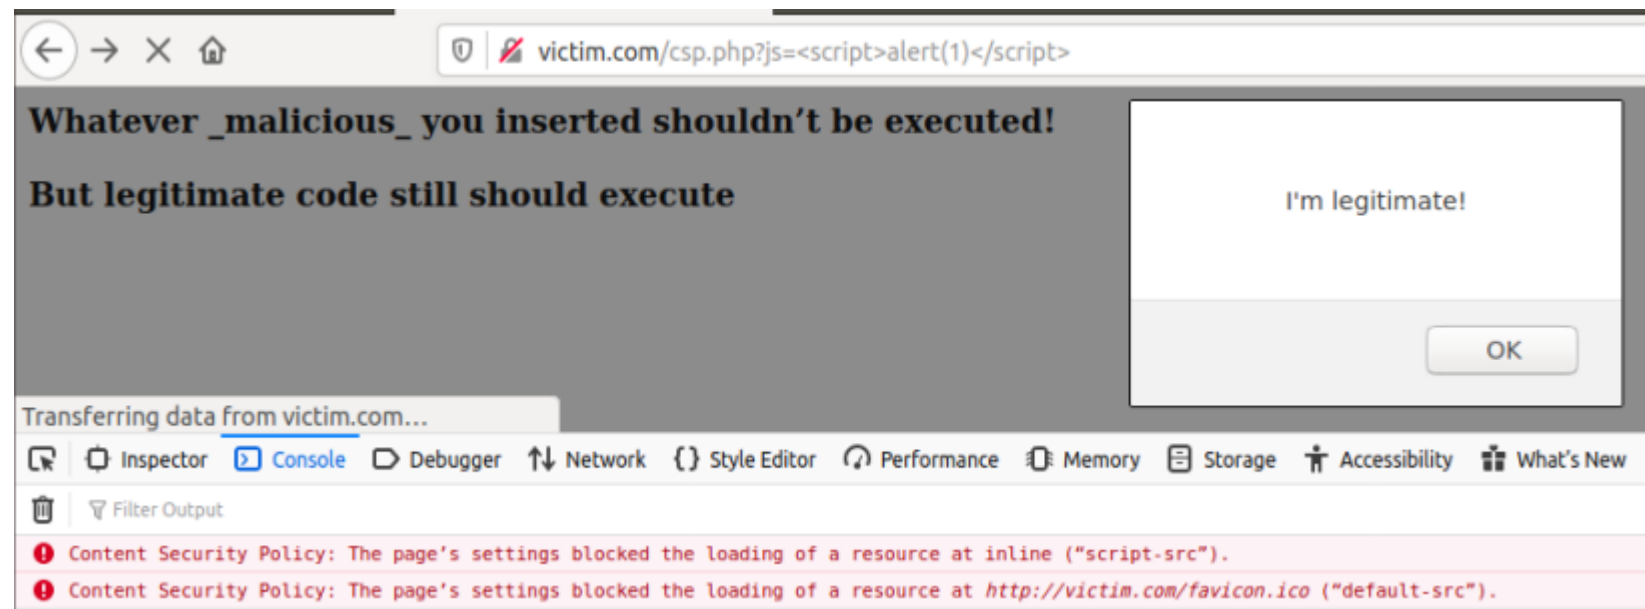 victim.com/csp.php?js=<script>alert(1)</script>
Whatever _malicious_ you inserted shouldn’t be executed!
But legitimate code still should execute
I'm legitimate!
OK
Transferring data from victim.com...
Inspector Console Debugger Network Style Editor Performance Memory Storage Accessibility What's New
Filter Output
Content Security Policy: The page’s settings blocked the loading of a resource at inline (“script-src”).
Content Security Policy: The page’s settings blocked the loading of a resource at http://victim.com/favicon.ico (“default-src”).